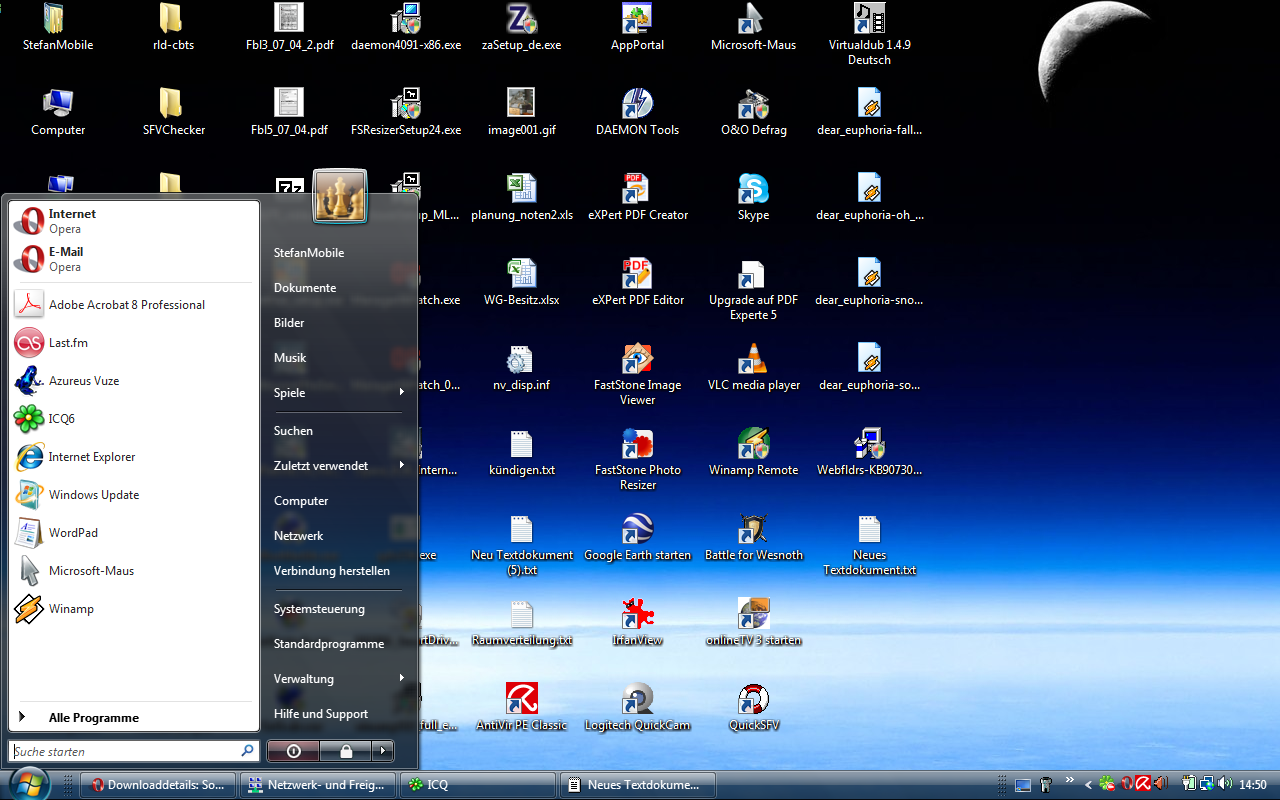 StefanMobile
rld-cbts
Fbl3_07_04_2.pdf
daemon4091-x86.exe
zaSetup_de.exe
AppPortal
Microsoft-Maus
Virtualdub 1.4.9
Deutsch
Computer
SFVChecker
Fbl5_07_04.pdf
FSResizerSetup24.exe
image001.gif
DAEMON Tools
O&O Defrag
dear_euphoria-fall...
up_ML...
planung_noten2.xls
eXPert PDF Creator
Skype
dear_euphoria-oh_...
atch.exe
WG-Besitz.xlsx
eXPert PDF Editor
Upgrade auf PDF
Experte 5
dear_euphoria-sno...
atch_0...
nv_disp.inf
FastStone Image
Viewer
VLC media player
dear_euphoria-so...
ntern...
kündigen.txt
FastStone Photo
Resizer
Winamp Remote
Webfldrs-KB90730...
exe
Neu Textdokument
(5).txt
Google Earth starten
Battle for Wesnoth
Neues
Textdokument.txt
rtDriv...
Raumverteilung.txt
IrfanView
onlineTV 3 starten
full_e...
AntiVir PE Classic
Logitech QuickCam
QuickSFV
Internet
Opera
E-Mail
Opera
Adobe Acrobat 8 Professional
Last.fm
Azureus Vuze
ICQ6
Internet Explorer
Windows Update
WordPad
Microsoft-Maus
Winamp
Alle Programme
Suche starten
StefanMobile
Dokumente
Bilder
Musik
Spiele
Suchen
Zuletzt verwendet
Computer
Netzwerk
Verbindung herstellen
Systemsteuerung
Standardprogramme
Verwaltung
Hilfe und Support
Downloaddetails: So...
Netzwerk- und Freig...
ICQ
Neues Textdokume...
14:50